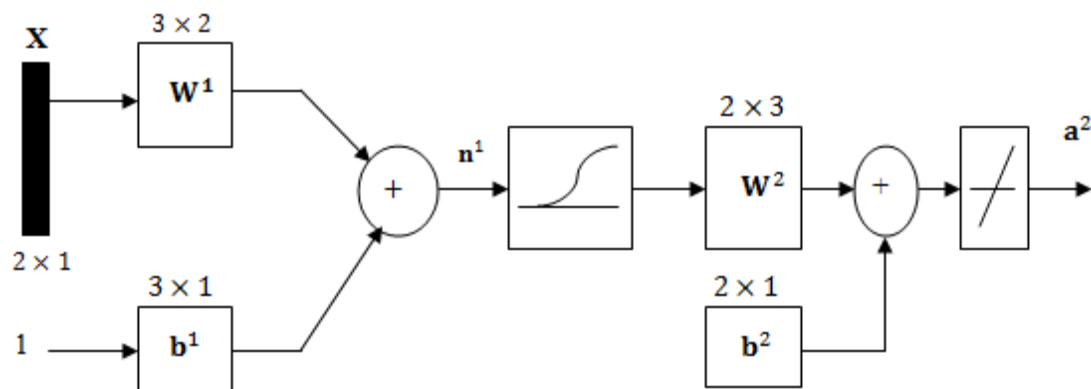 X
3 × 2
W¹
2 × 1
1
3 × 1
b¹
+
n¹
2 × 3
W²
+
a²
2 × 1
b²